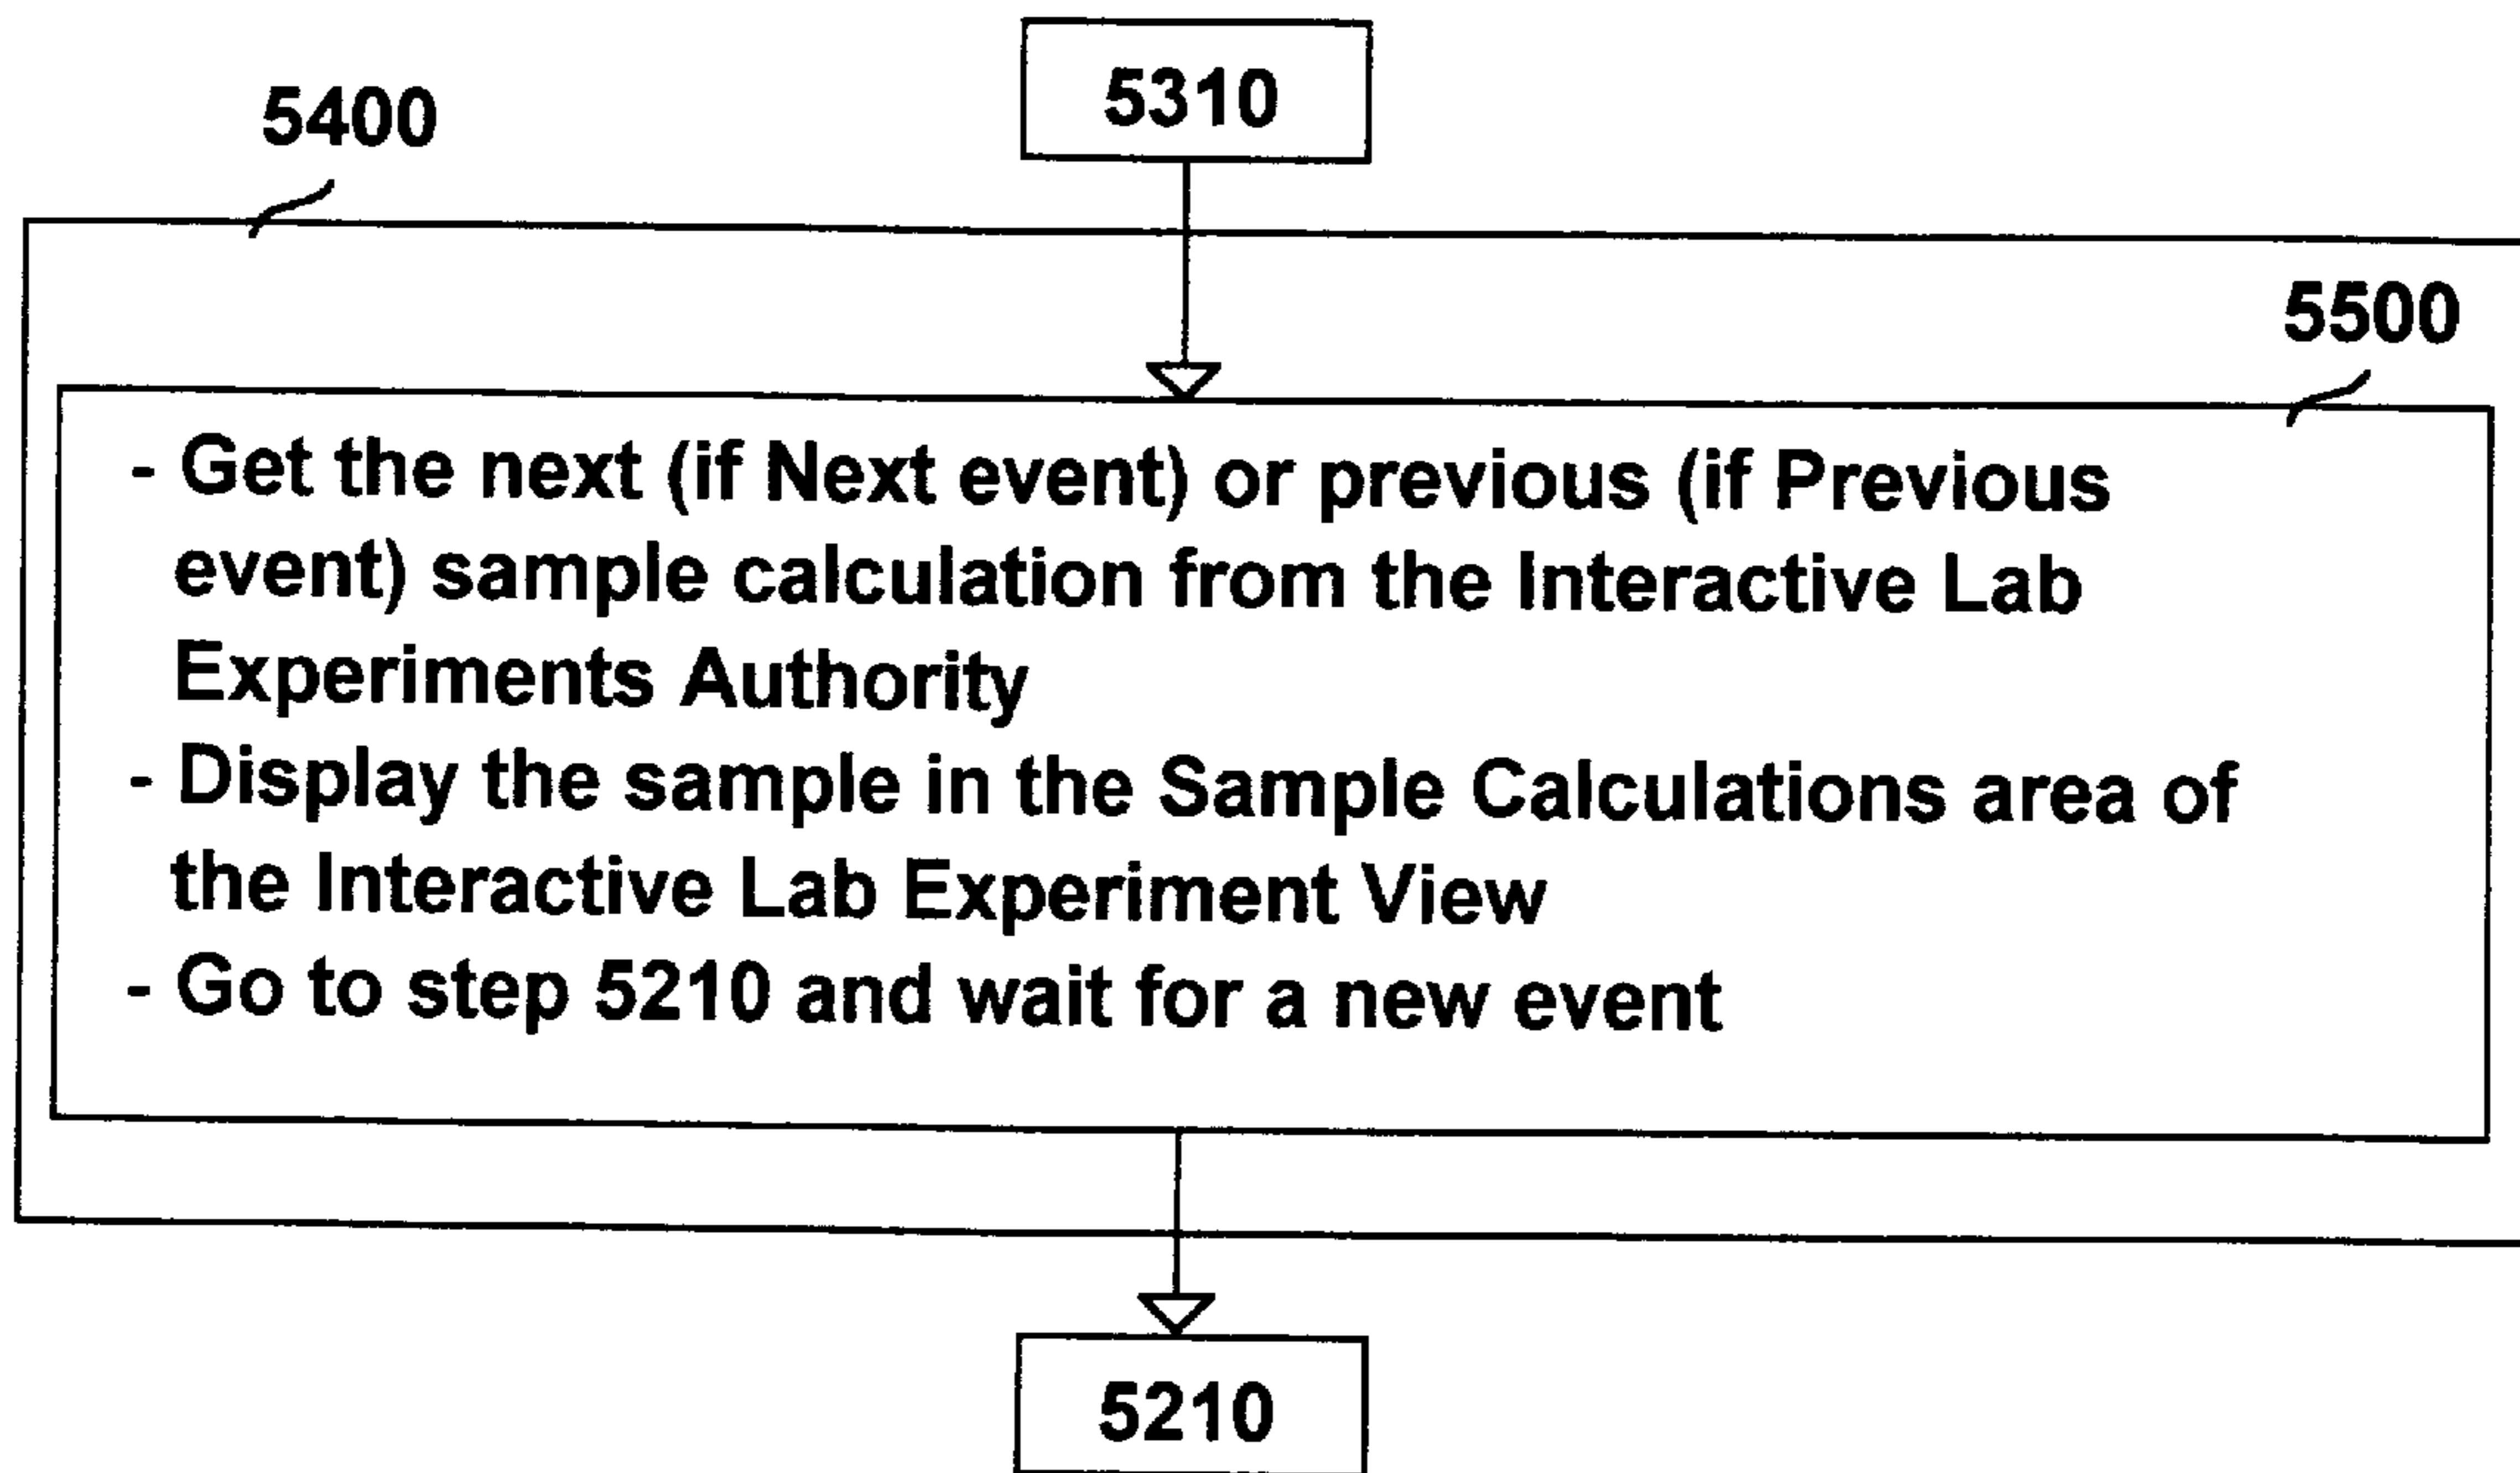 5310
5400
5500
- Get the next (if Next event) or previous (if Previous
event) sample calculation from the Interactive Lab
Experiments Authority
- Display the sample in the Sample Calculations area of
the Interactive Lab Experiment View
- Go to step 5210 and wait for a new event
5210